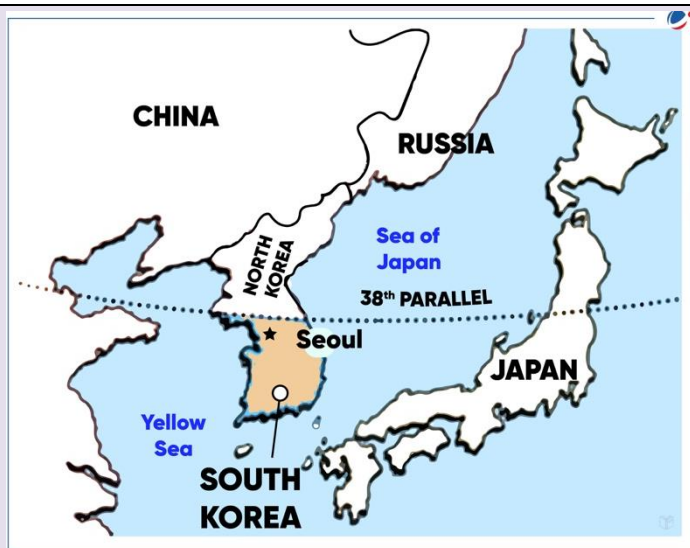 CHINA
RUSSIA
NORTH
KOREA
Sea of
Japan
38th PARALLEL
Seoul
JAPAN
Yellow
Sea
SOUTH
KOREA